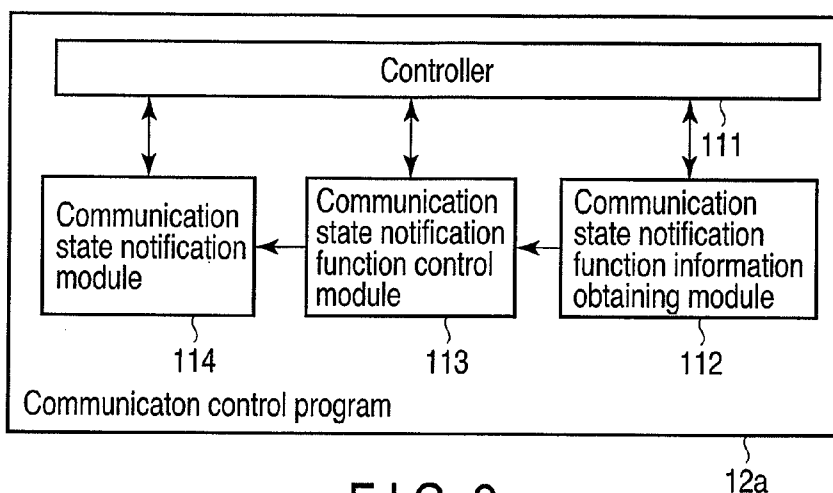 Controller
111
Communication
state notification
module
Communication
state notification
function control
module
Communication
state notification
function information
obtaining module
114
113
112
Communicaton control program
12a